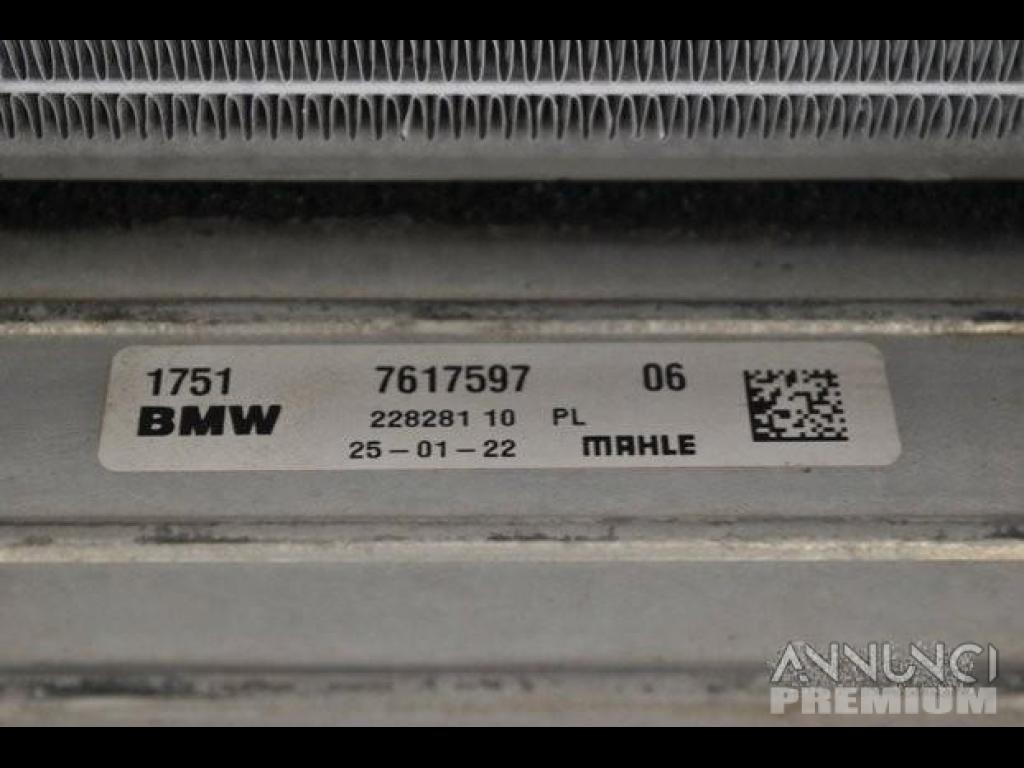 1751 7617597 06
BMW 228281 10 PL
25-01-22 MAHLE
ANNUNCI
PREMIUM